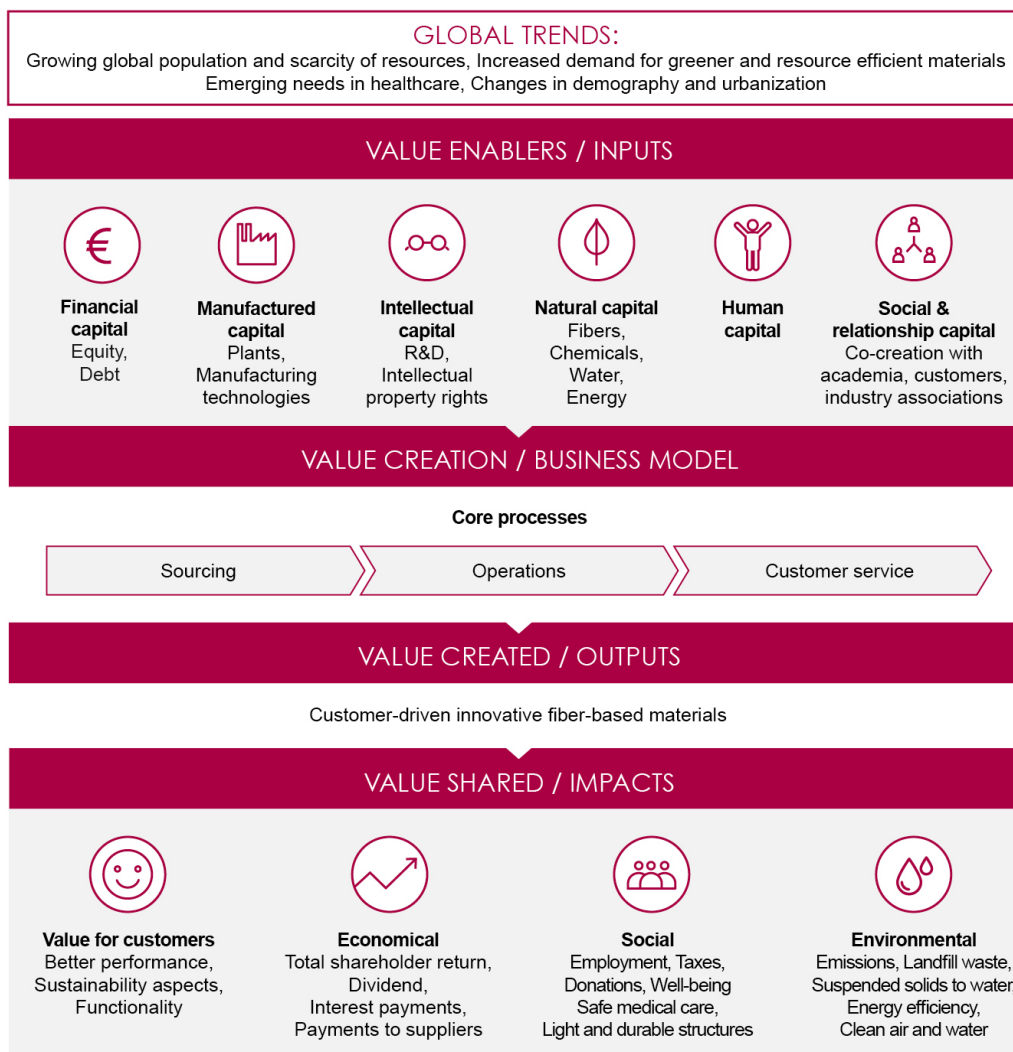 GLOBAL TRENDS:
Growing global population and scarcity of resources, Increased demand for greener and resource efficient materials
Emerging needs in healthcare, Changes in demography and urbanization
VALUE ENABLERS / INPUTS
€
Financial
capital
Equity,
Debt
Manufactured
capital
Plants,
Manufacturing
technologies
Intellectual
capital
R&D,
Intellectual
property rights
Natural capital
Fibers,
Chemicals,
Water,
Energy
Human
capital
Social &
relationship capital
Co-creation with
academia, customers,
industry associations
VALUE CREATION / BUSINESS MODEL
Core processes
Sourcing
Operations
Customer service
VALUE CREATED / OUTPUTS
Customer-driven innovative fiber-based materials
VALUE SHARED / IMPACTS
Value for customers
Better performance,
Sustainability aspects,
Functionality
Economical
Total shareholder return,
Dividend,
Interest payments,
Payments to suppliers
Social
Employment, Taxes,
Donations, Well-being
Safe medical care,
Light and durable structures
Environmental
Emissions, Landfill waste,
Suspended solids to water,
Energy efficiency,
Clean air and water